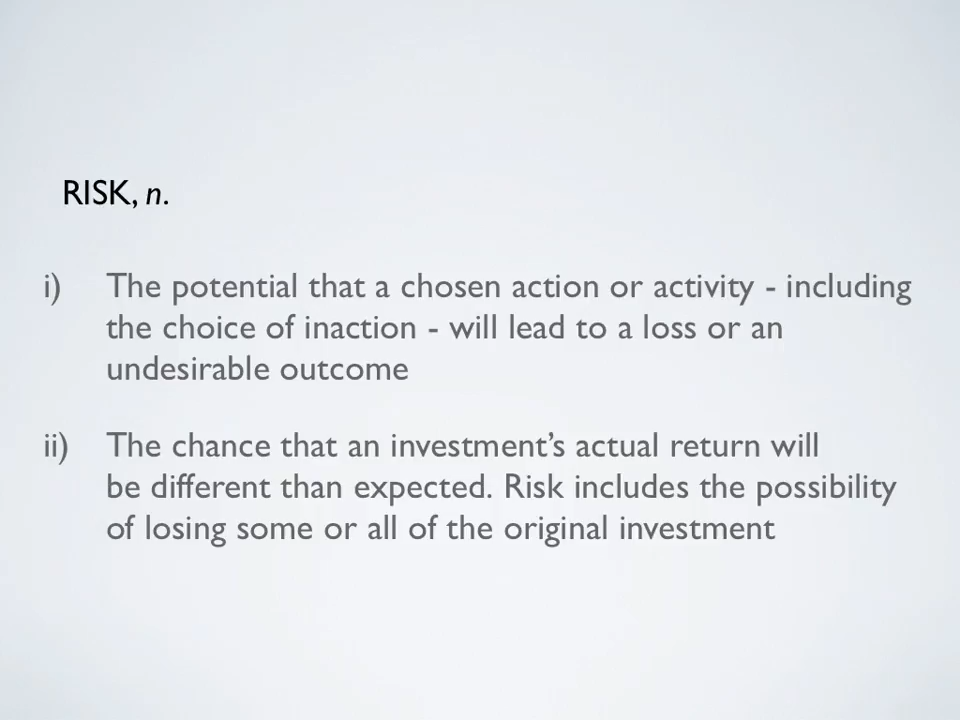 RISK, n.
i) The potential that a chosen action or activity - including
the choice of inaction - will lead to a loss or an
undesirable outcome
ii) The chance that an investment’s actual return will
be different than expected. Risk includes the possibility
of losing some or all of the original investment